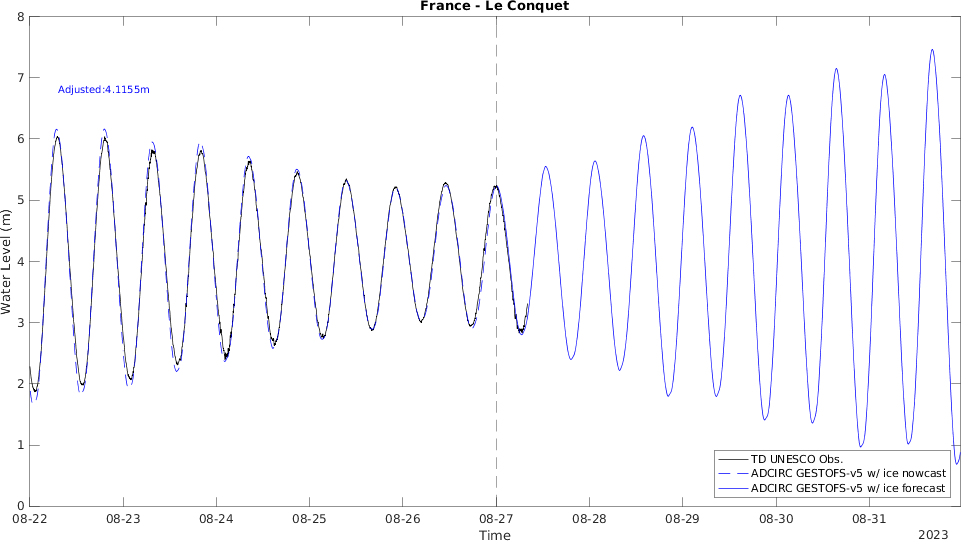 France - Le Conquet
Adjusted:4.1155m
Water Level (m)
8
7
6
5
4
3
2
1
0
08-22 08-23 08-24 08-25 08-26 08-27 08-28 08-29 08-30 08-31
Time
2023
TD UNESCO Obs.
ADCIRC GESTOFS-v5 w/ ice nowcast
ADCIRC GESTOFS-v5 w/ ice forecast